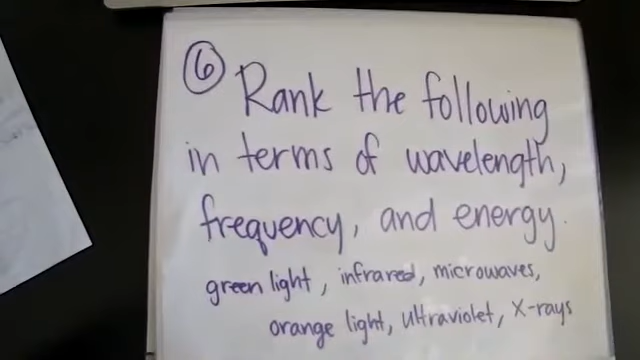 6 Rank the following
in terms of wavelength,
frequency, and energy.
green light, infrared, microwaves,
orange light, ultraviolet, X-rays